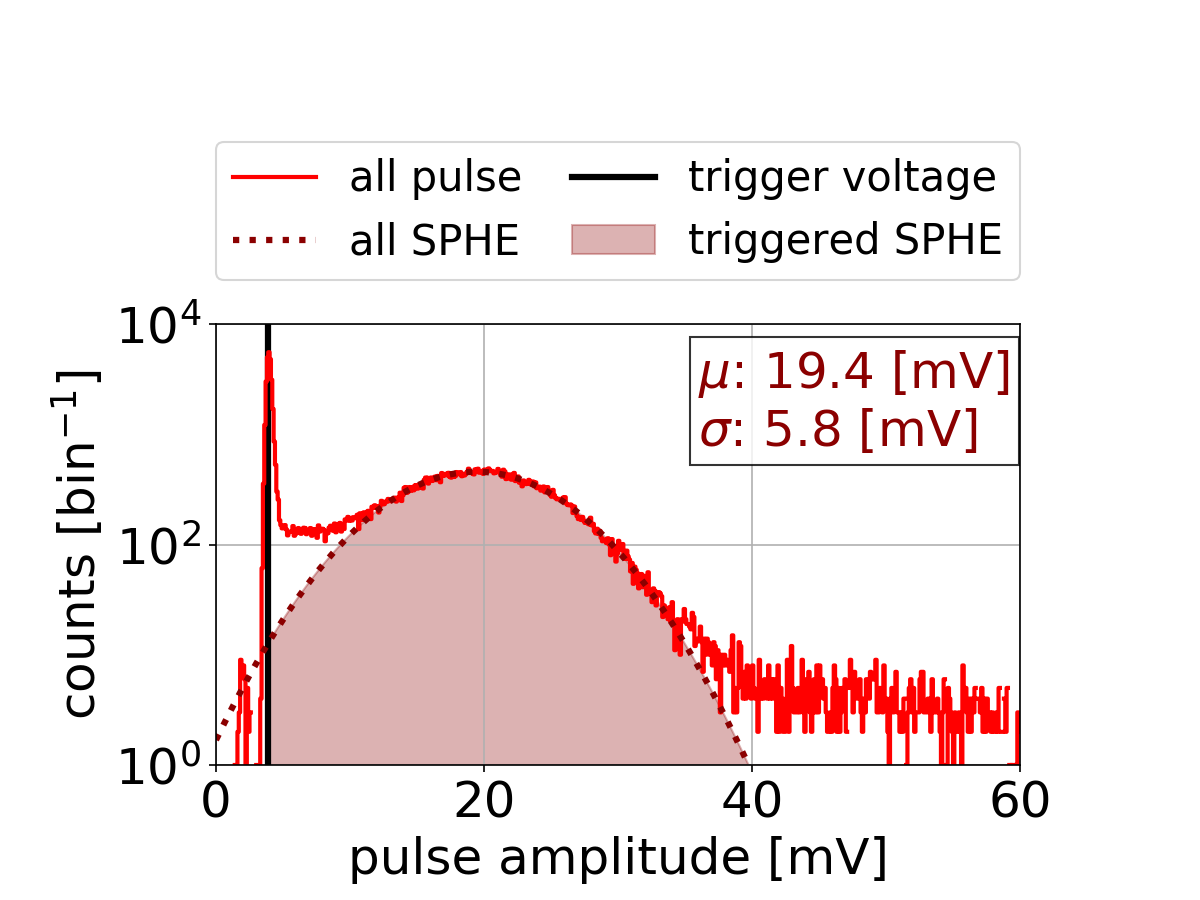 all pulse
trigger voltage
all SPHE
triggered SPHE
10⁴
10²
10⁰
counts [bin⁻¹]
μ: 19.4 [mV]
σ: 5.8 [mV]
0
20
40
60
pulse amplitude [mV]